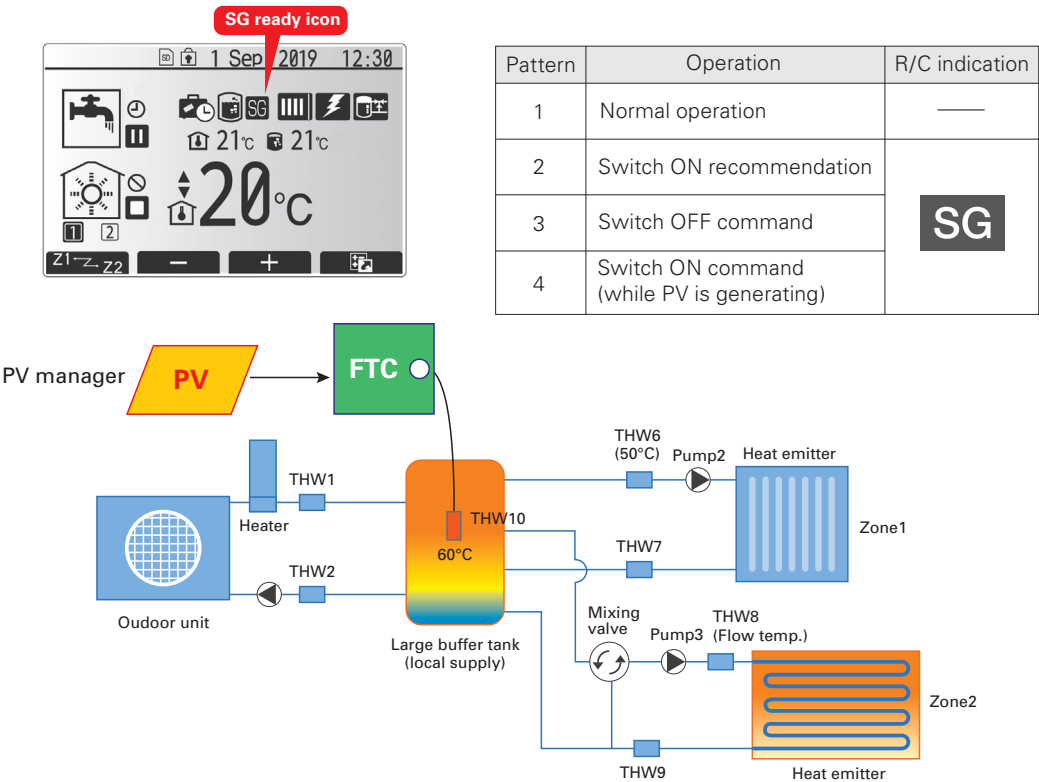 SG ready icon
SD 1 Sep 2019 12:30
SG
21°C 21°C
20°C
1 2
Z1 Z2 − +
Pattern Operation R/C indication
1 Normal operation ——
2 Switch ON recommendation
3 Switch OFF command
SG
4 Switch ON command
(while PV is generating)
PV manager
PV
FTC
THW6
(50°C)
Pump2
Heat emitter
THW1
Heater
THW10
60°C
Zone1
THW7
THW2
Oudoor unit
Large buffer tank
(local supply)
Mixing
valve
Pump3
THW8
(Flow temp.)
Zone2
THW9
Heat emitter